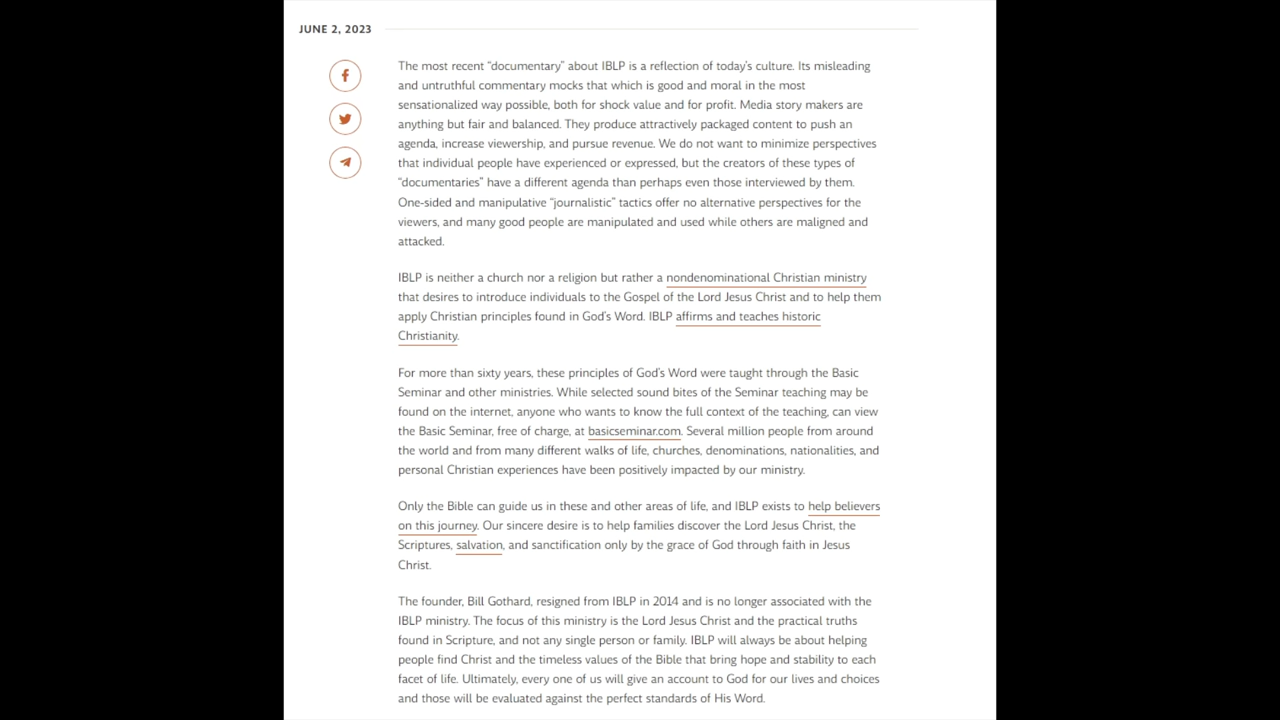 JUNE 2, 2023
The most recent “documentary” about IBLP is a reflection of today’s culture. Its misleading
and untruthful commentary mocks that which is good and moral in the most
sensationalized way possible, both for shock value and for profit. Media story makers are
anything but fair and balanced. They produce attractively packaged content to push an
agenda, increase viewership, and pursue revenue. We do not want to minimize perspectives
that individual people have experienced or expressed, but the creators of these types of
“documentaries” have a different agenda than perhaps even those interviewed by them.
One-sided and manipulative “journalistic” tactics offer no alternative perspectives for the
viewers, and many good people are manipulated and used while others are maligned and
attacked.
IBLP is neither a church nor a religion but rather a nondenominational Christian ministry
that desires to introduce individuals to the Gospel of the Lord Jesus Christ and to help them
apply Christian principles found in God’s Word. IBLP affirms and teaches historic
Christianity.
For more than sixty years, these principles of God’s Word were taught through the Basic
Seminar and other ministries. While selected sound bites of the Seminar teaching may be
found on the internet, anyone who wants to know the full context of the teaching, can view
the Basic Seminar, free of charge, at basicseminar.com. Several million people from around
the world and from many different walks of life, churches, denominations, nationalities, and
personal Christian experiences have been positively impacted by our ministry.
Only the Bible can guide us in these and other areas of life, and IBLP exists to help believers
on this journey. Our sincere desire is to help families discover the Lord Jesus Christ, the
Scriptures, salvation, and sanctification only by the grace of God through faith in Jesus
Christ.
The founder, Bill Gothard, resigned from IBLP in 2014 and is no longer associated with the
IBLP ministry. The focus of this ministry is the Lord Jesus Christ and the practical truths
found in Scripture, and not any single person or family. IBLP will always be about helping
people find Christ and the timeless values of the Bible that bring hope and stability to each
facet of life. Ultimately, every one of us will give an account to God for our lives and choices
and those will be evaluated against the perfect standards of His Word.